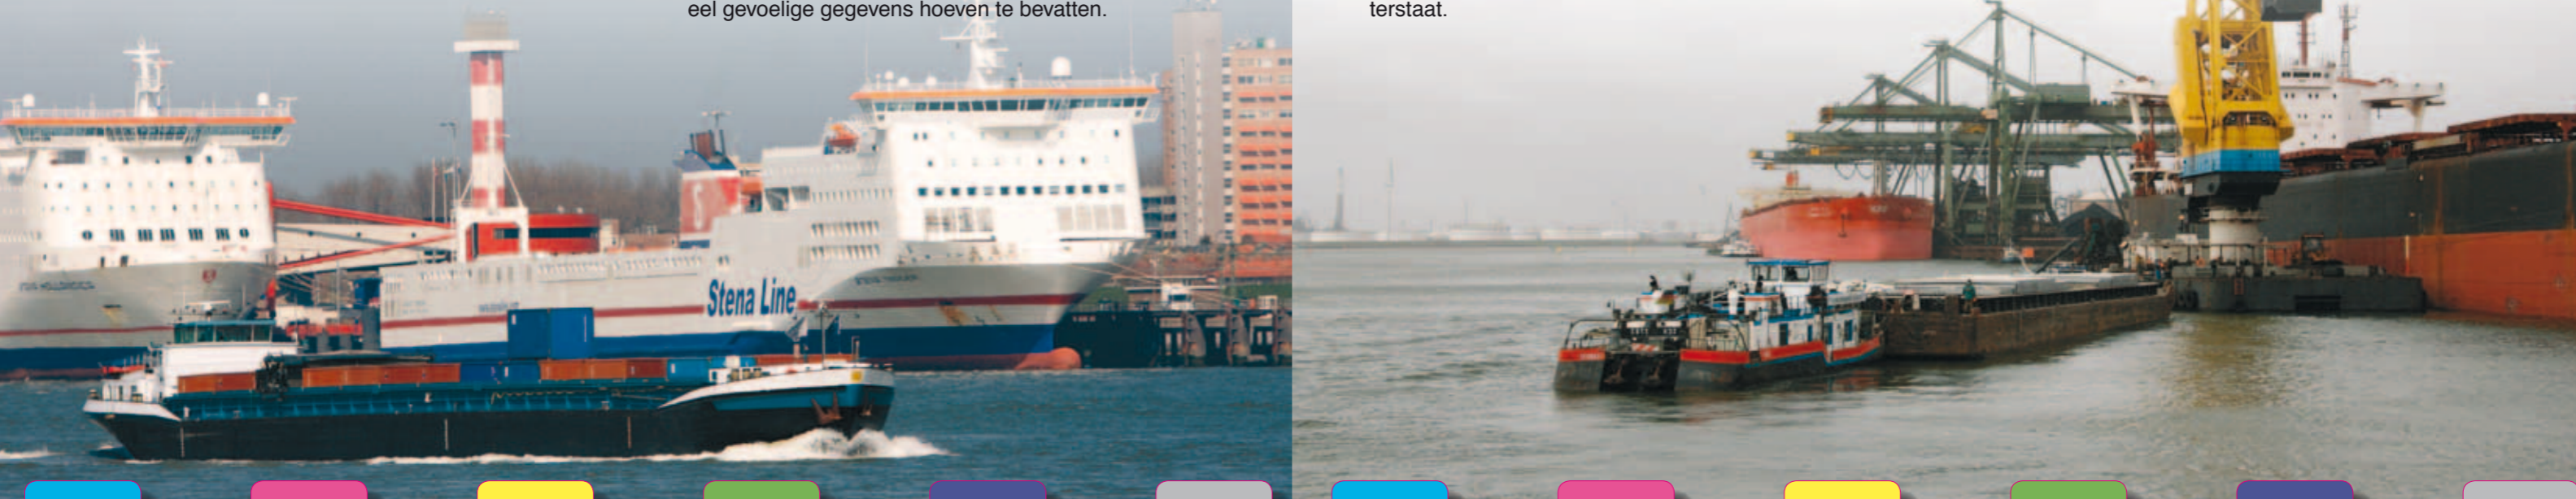 eel gevoelige gegevens hoeven te bevatten.
terstaat.
Stena Line